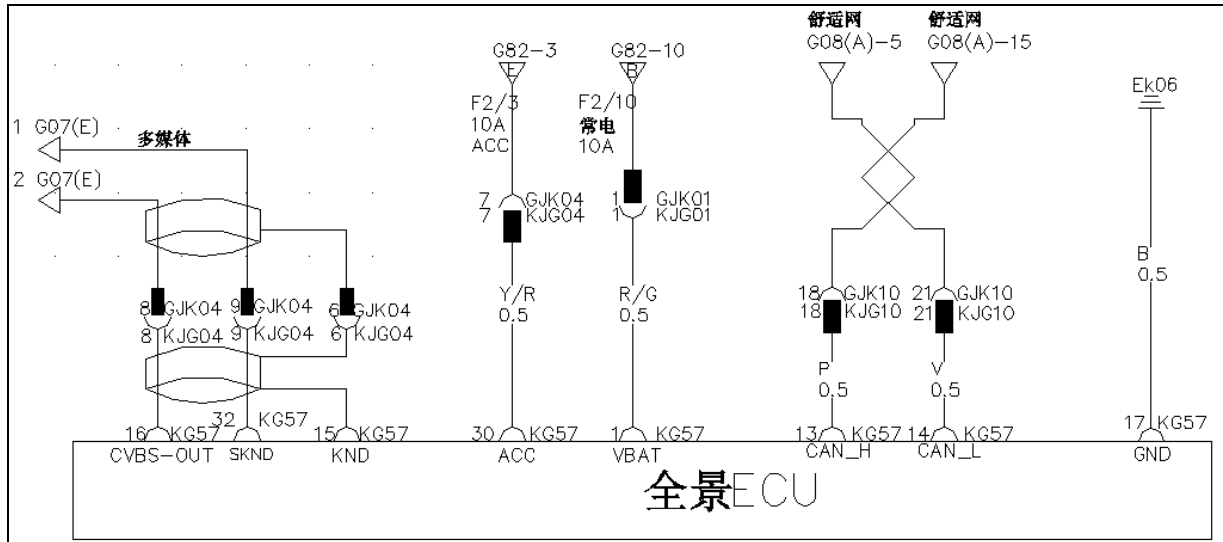 舒适网 舒适网
G82-3 G82-10 G08(A)-5 G08(A)-15
E R
Ek06
F2/3 F2/10
10A 常电
ACC 10A
1 G07(E)
多媒体
2 G07(E)
7 GJK04 1 GJK01
7 KJG04 1 KJG01
B
0.5
Y/R R/G
0.5 0.5
18 GJK10 21 GJK10
18 KJG10 21 KJG10
8 GJK04 9 GJK04 6 GJK04
8 KJG04 9 KJG04 6 KJG04
P V
0.5 0.5
16 KG57 32 KG57 15 KG57 30 KG57 1 KG57 13 KG57 14 KG57 17 KG57
CVBS-OUT SKND KND ACC VBAT CAN_H CAN_L GND
全景ECU